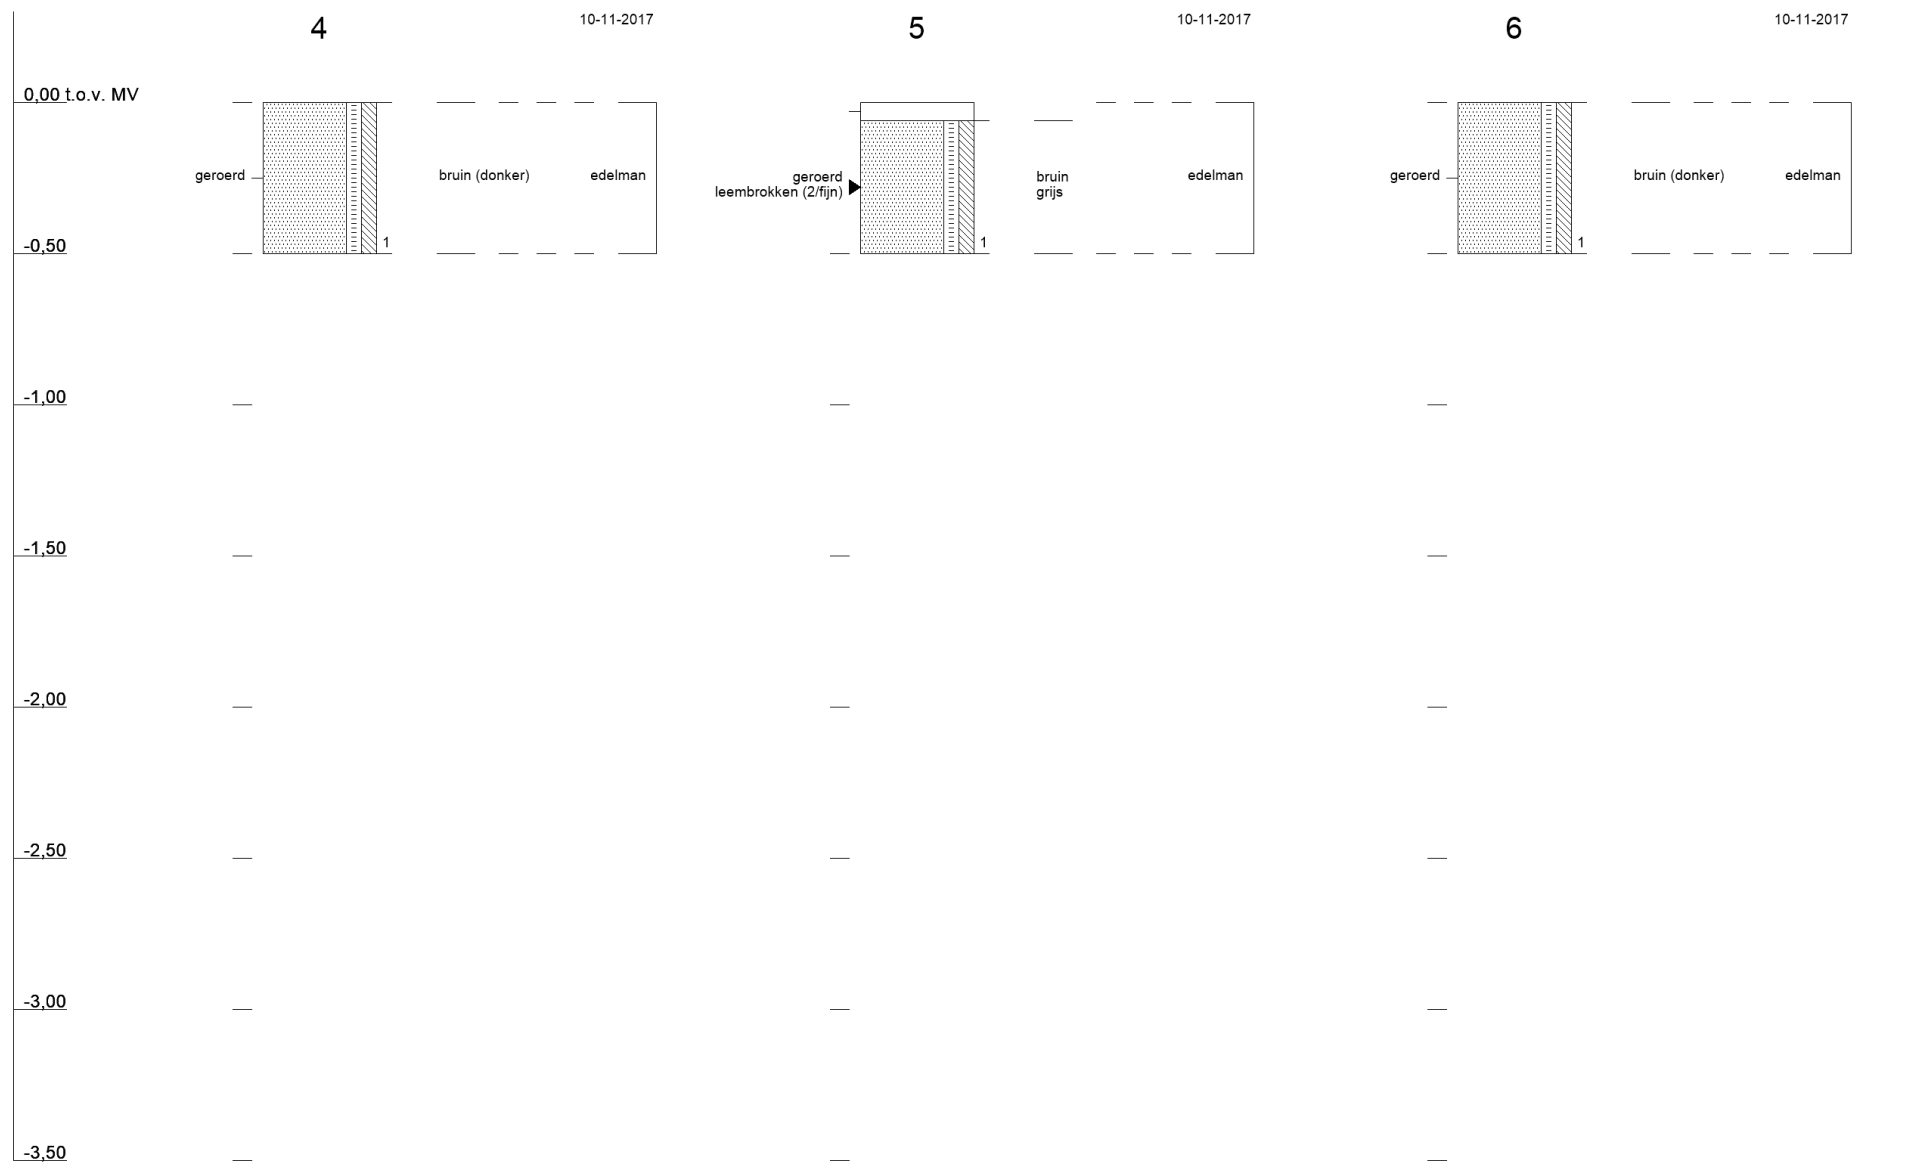 4
10-11-2017
5
10-11-2017
6
10-11-2017
0,00 t.o.v. MV
geroerd
bruin (donker)
edelman
1
geroerd
leembrokken (2/fijn)
bruin
grijs
edelman
1
geroerd
bruin (donker)
edelman
1
-0,50
-1,00
-1,50
-2,00
-2,50
-3,00
-3,50